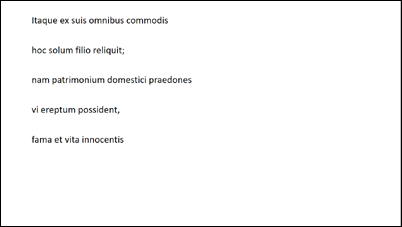 Itaque ex suis omnibus commodis
hoc solum filio reliquit;
nam patrimonium domestici praedones
vi ereptum possident,
fama et vita innocentis